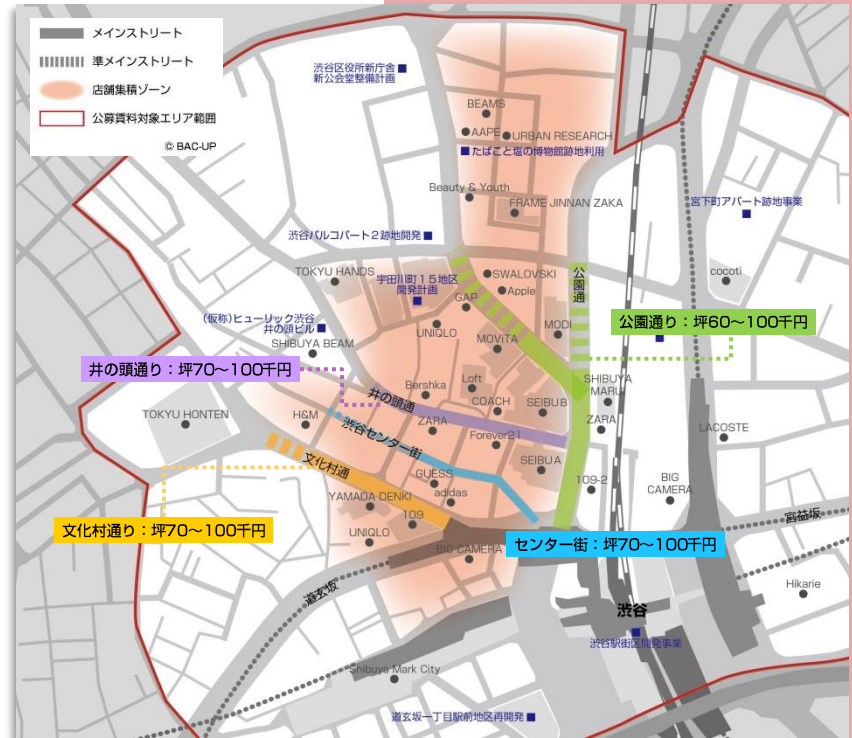 メインストリート
準メインストリート
店舗集積ゾーン
公募賃料対象エリア範囲
© BAC-UP
渋谷区役所新庁舎
新公会堂整備計画
BEAMS
AAPE
URBAN RESEARCH
たばこと塩の博物館跡地利用
Beauty & Youth
FRAME JINNAN ZAKA
宮下町アパート跡地事業
渋谷パルコパート2跡地開発
TOKYU HANDS
宇田川町15地区
開発計画
SWALOVSKI
Apple
GAP
公園通
cocoti
(仮称)ヒューリック渋谷
井の頭ビル
SHIBUYA BEAM
UNIQLO
MOVITA
MODI
公園通り:坪60~100千円
井の頭通り:坪70~100千円
Bershka
Loft
COACH
SEIBUB
SHIBUYA
MARUI
井の頭通
TOKYU HONTEN
H&M
ZARA
Forever21
ZARA
LACOSTE
渋谷センター街
文化村通
GUESS
SEIBUA
adidas
109-2
BIG
CAMERA
YAMADA DENKI
109
UNIQLO
文化村通り:坪70~100千円
センター街:坪70~100千円
宮益坂
BIG CAMERA
道玄坂
Hikarie
渋谷
渋谷駅街区開発事業
Shibuya Mark City
道玄坂一丁目駅前地区再開発